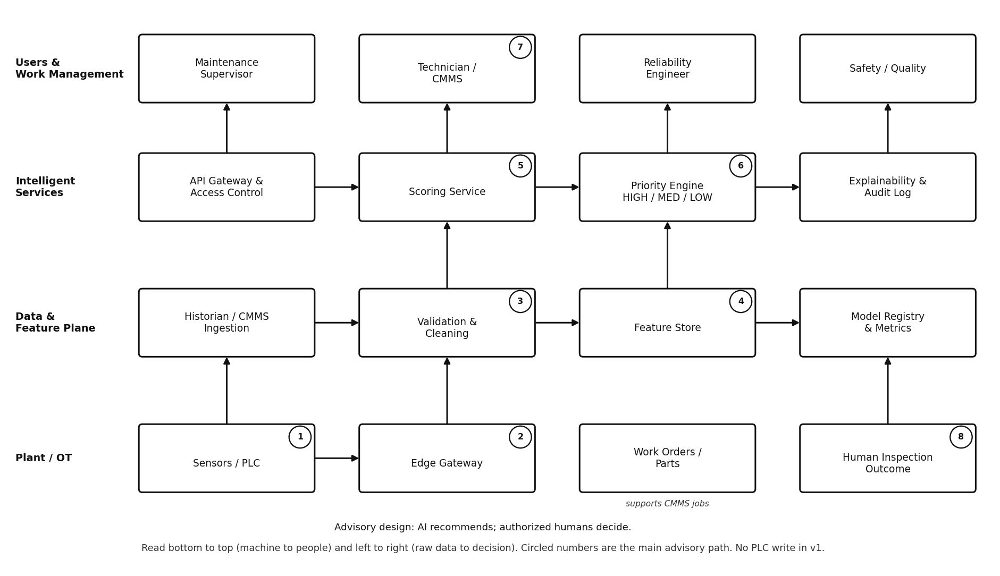 Users &
Work Management
Maintenance
Supervisor
7
Technician /
CMMS
Reliability
Engineer
Safety / Quality
Intelligent
Services
API Gateway &
Access Control
5
Scoring Service
6
Priority Engine
HIGH / MED / LOW
Explainability &
Audit Log
Data &
Feature Plane
Historian / CMMS
Ingestion
3
Validation &
Cleaning
4
Feature Store
Model Registry
& Metrics
Plant / OT
1
Sensors / PLC
2
Edge Gateway
Work Orders /
Parts
8
Human Inspection
Outcome
supports CMMS jobs
Advisory design: AI recommends; authorized humans decide.
Read bottom to top (machine to people) and left to right (raw data to decision). Circled numbers are the main advisory path. No PLC write in v1.